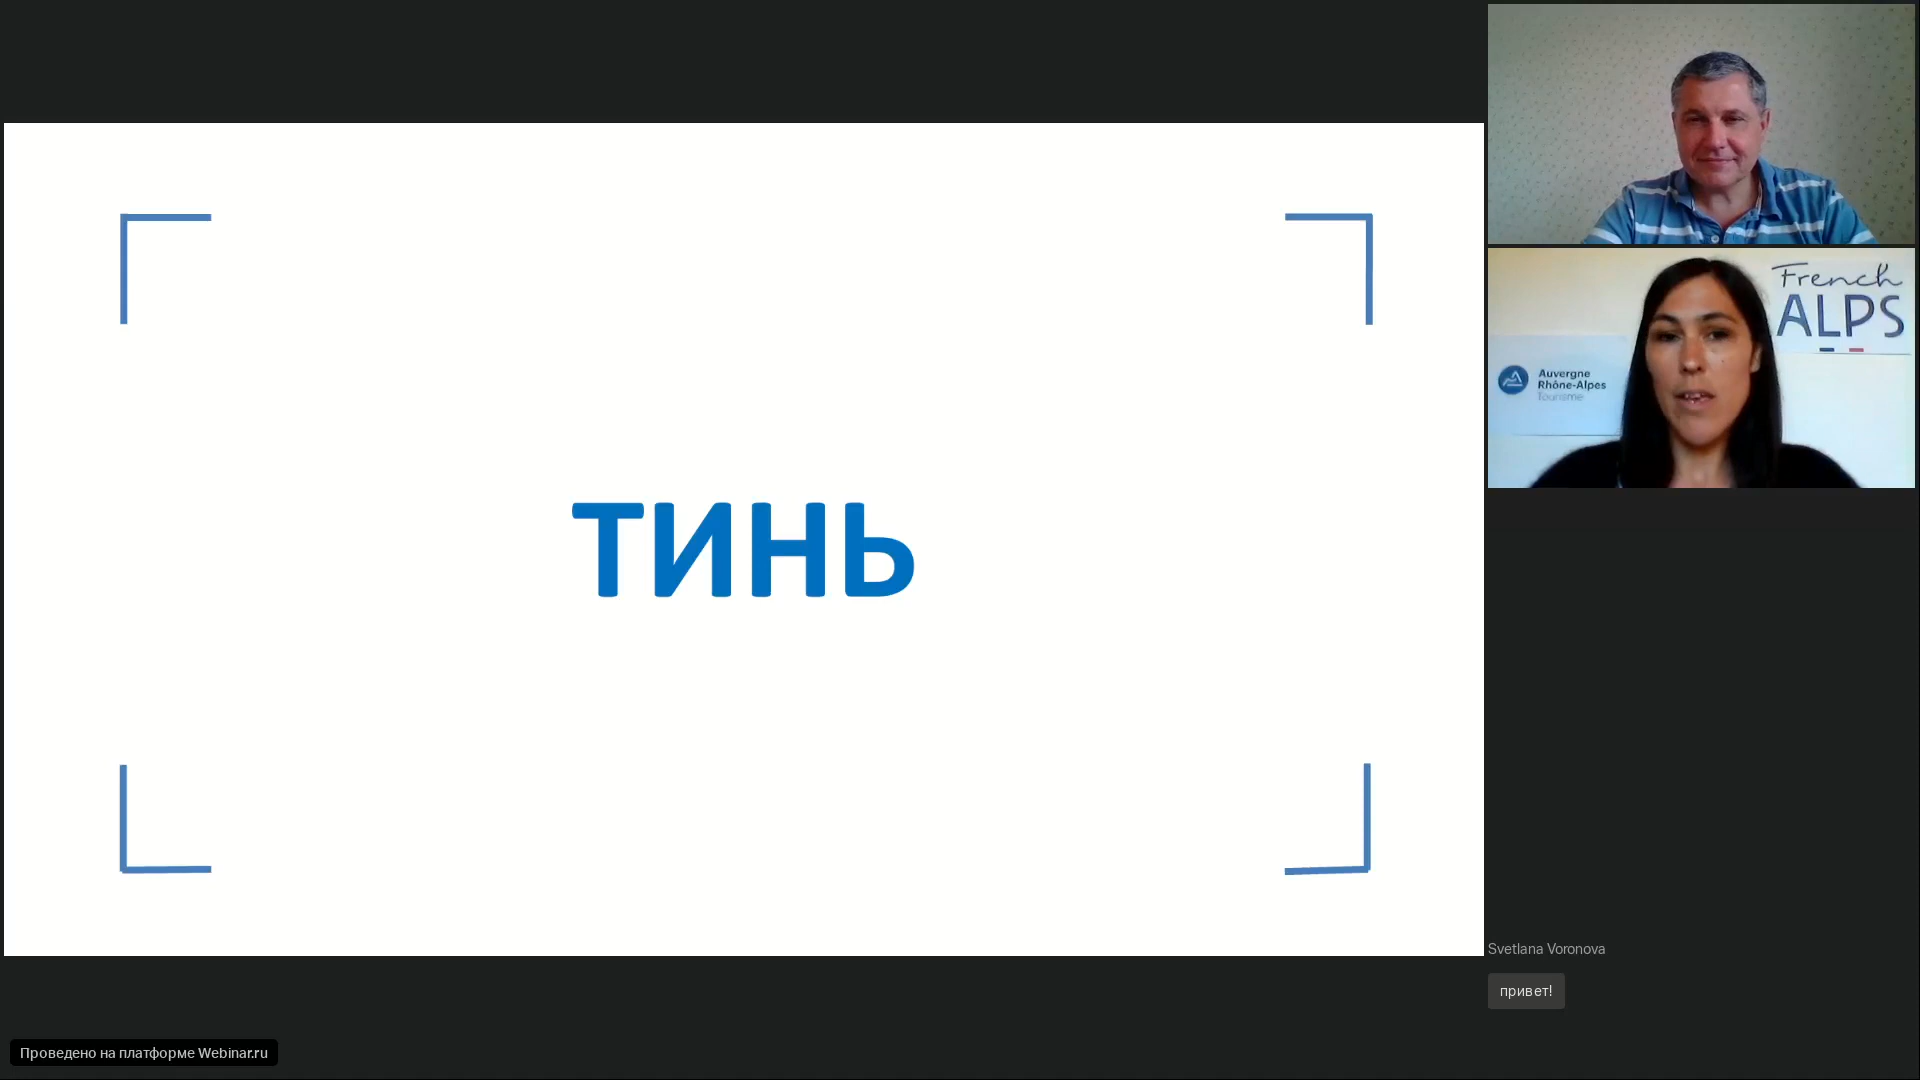 ТИНЬ
French
ALPS
Auvergne
Rhône-Alpes
Tourisme
Svetlana Voronova
привет!
Проведено на платформе Webinar.ru